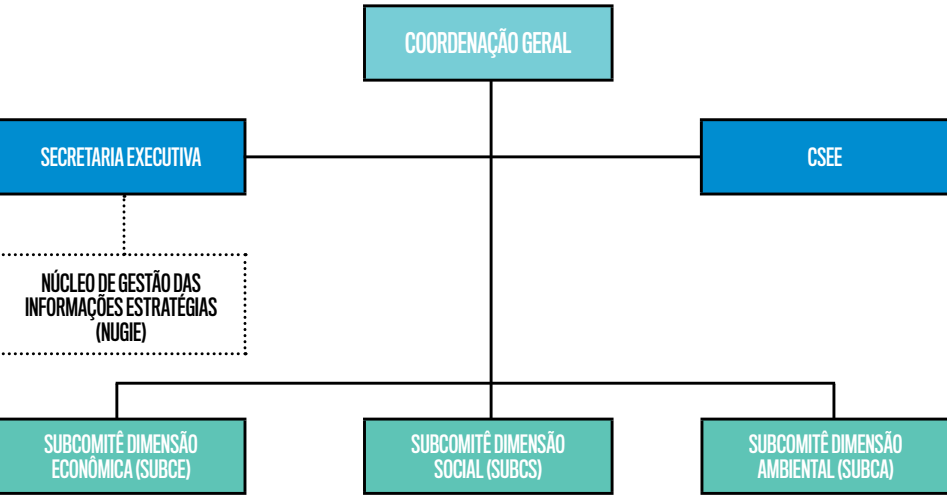 COORDENAÇÃO GERAL
SECRETARIA EXECUTIVA
CSEE
NÚCLEO DE GESTÃO DAS
INFORMAÇÕES ESTRATÉGIAS
(NUGIE)
SUBCOMITÊ DIMENSÃO
ECONÔMICA (SUBCE)
SUBCOMITÊ DIMENSÃO
SOCIAL (SUBCS)
SUBCOMITÊ DIMENSÃO
AMBIENTAL (SUBCA)